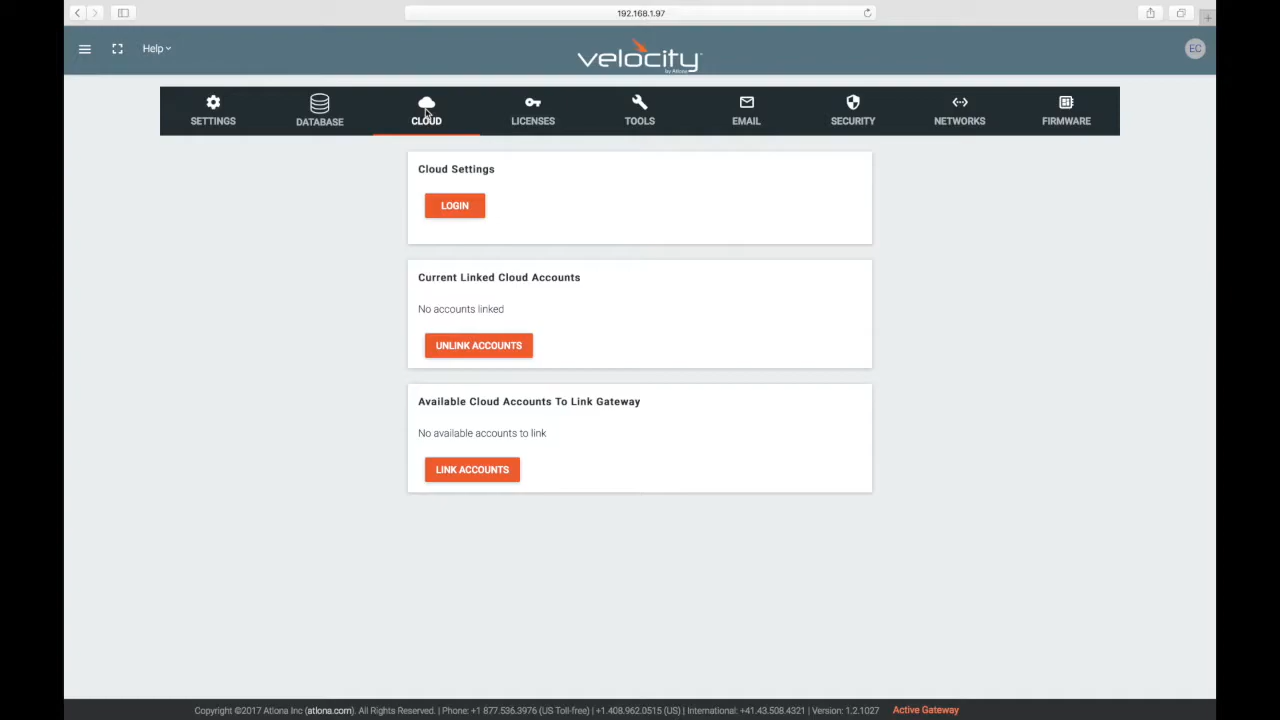 192.168.1.97
Help
velocity
by Atlona
EC
SETTINGS
DATABASE
CLOUD
LICENSES
TOOLS
EMAIL
SECURITY
NETWORKS
FIRMWARE
Cloud Settings
LOGIN
Current Linked Cloud Accounts
No accounts linked
UNLINK ACCOUNTS
Available Cloud Accounts To Link Gateway
No available accounts to link
LINK ACCOUNTS
Copyright ©2017 Atlona Inc (atlona.com). All Rights Reserved. | Phone: +1 877.536.3976 (US Toll-free) | +1.408.962.0515 (US) | International: +41.43.508.4321 | Version: 1.2.1027 Active Gateway